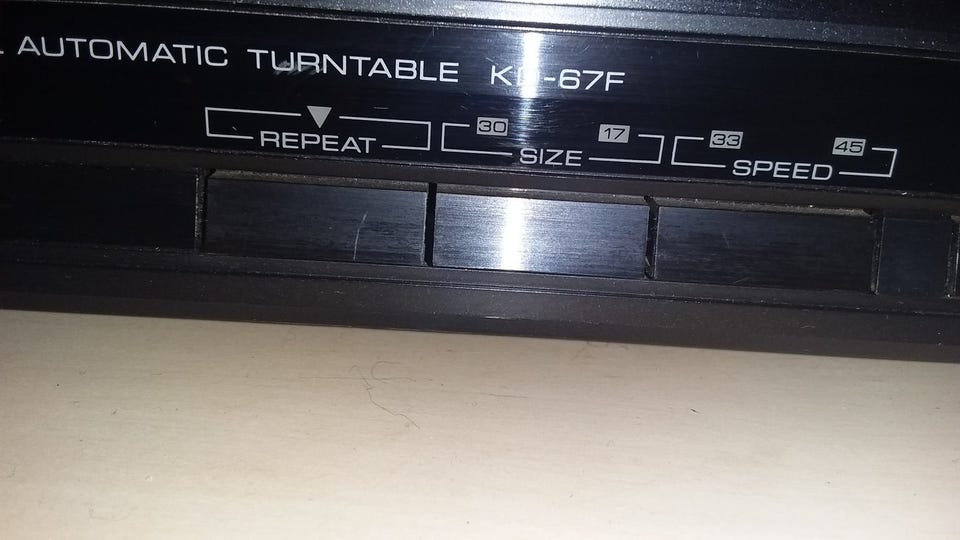 AUTOMATIC TURNTABLE
REPEAT
30 17
SIZE
33 45
SPEED